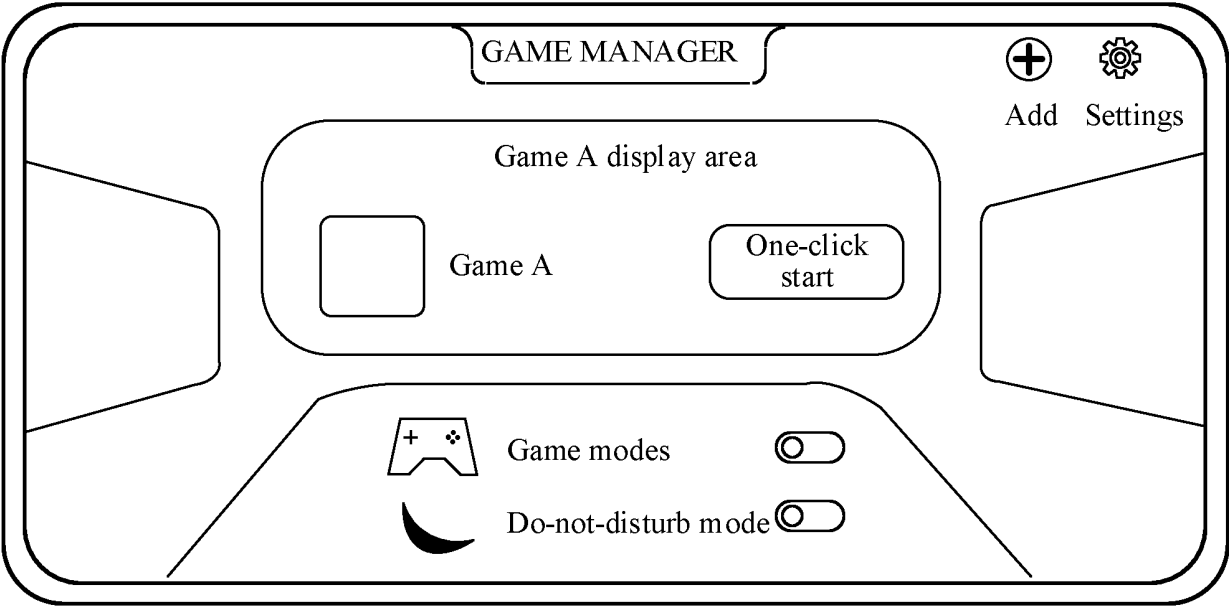 GAME MANAGER
Add
Settings
Game A display area
Game A
One-click
start
Game modes
Do-not-disturb mode